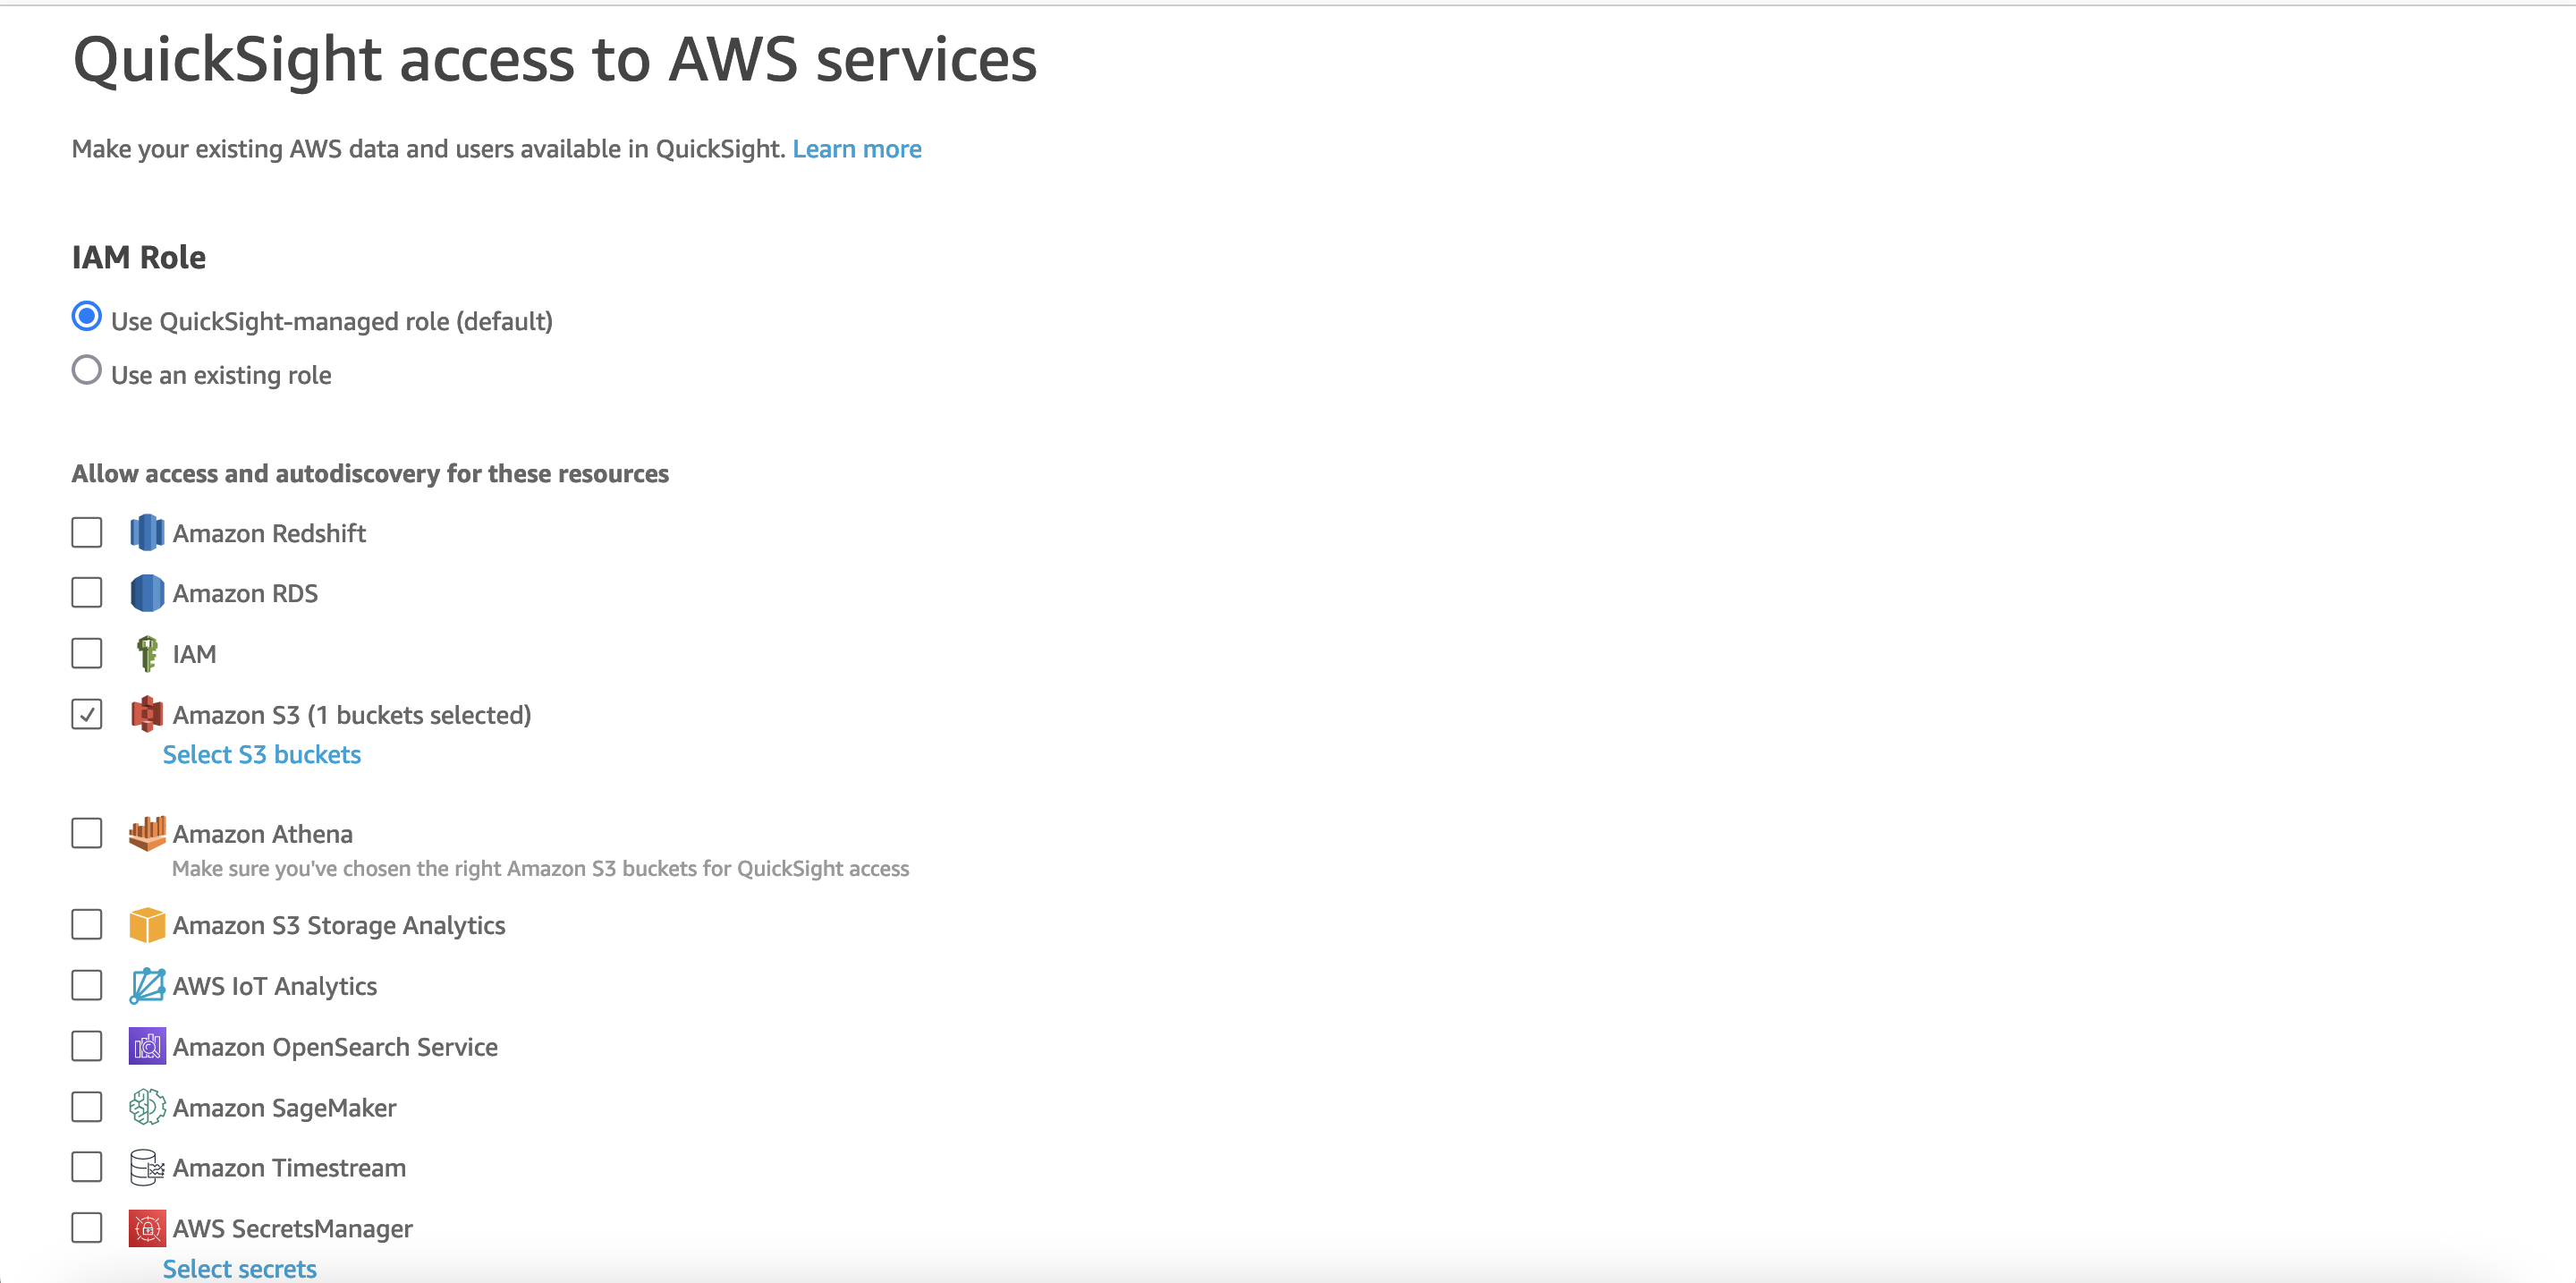 QuickSight access to AWS services
Make your existing AWS data and users available in QuickSight. Learn more
IAM Role
Use QuickSight-managed role (default)
Use an existing role
Allow access and autodiscovery for these resources
Amazon Redshift
Amazon RDS
IAM
Amazon S3 (1 buckets selected)
Select S3 buckets
Amazon Athena
Make sure you've chosen the right Amazon S3 buckets for QuickSight access
Amazon S3 Storage Analytics
AWS IoT Analytics
Amazon OpenSearch Service
Amazon SageMaker
Amazon Timestream
AWS SecretsManager
Select secrets